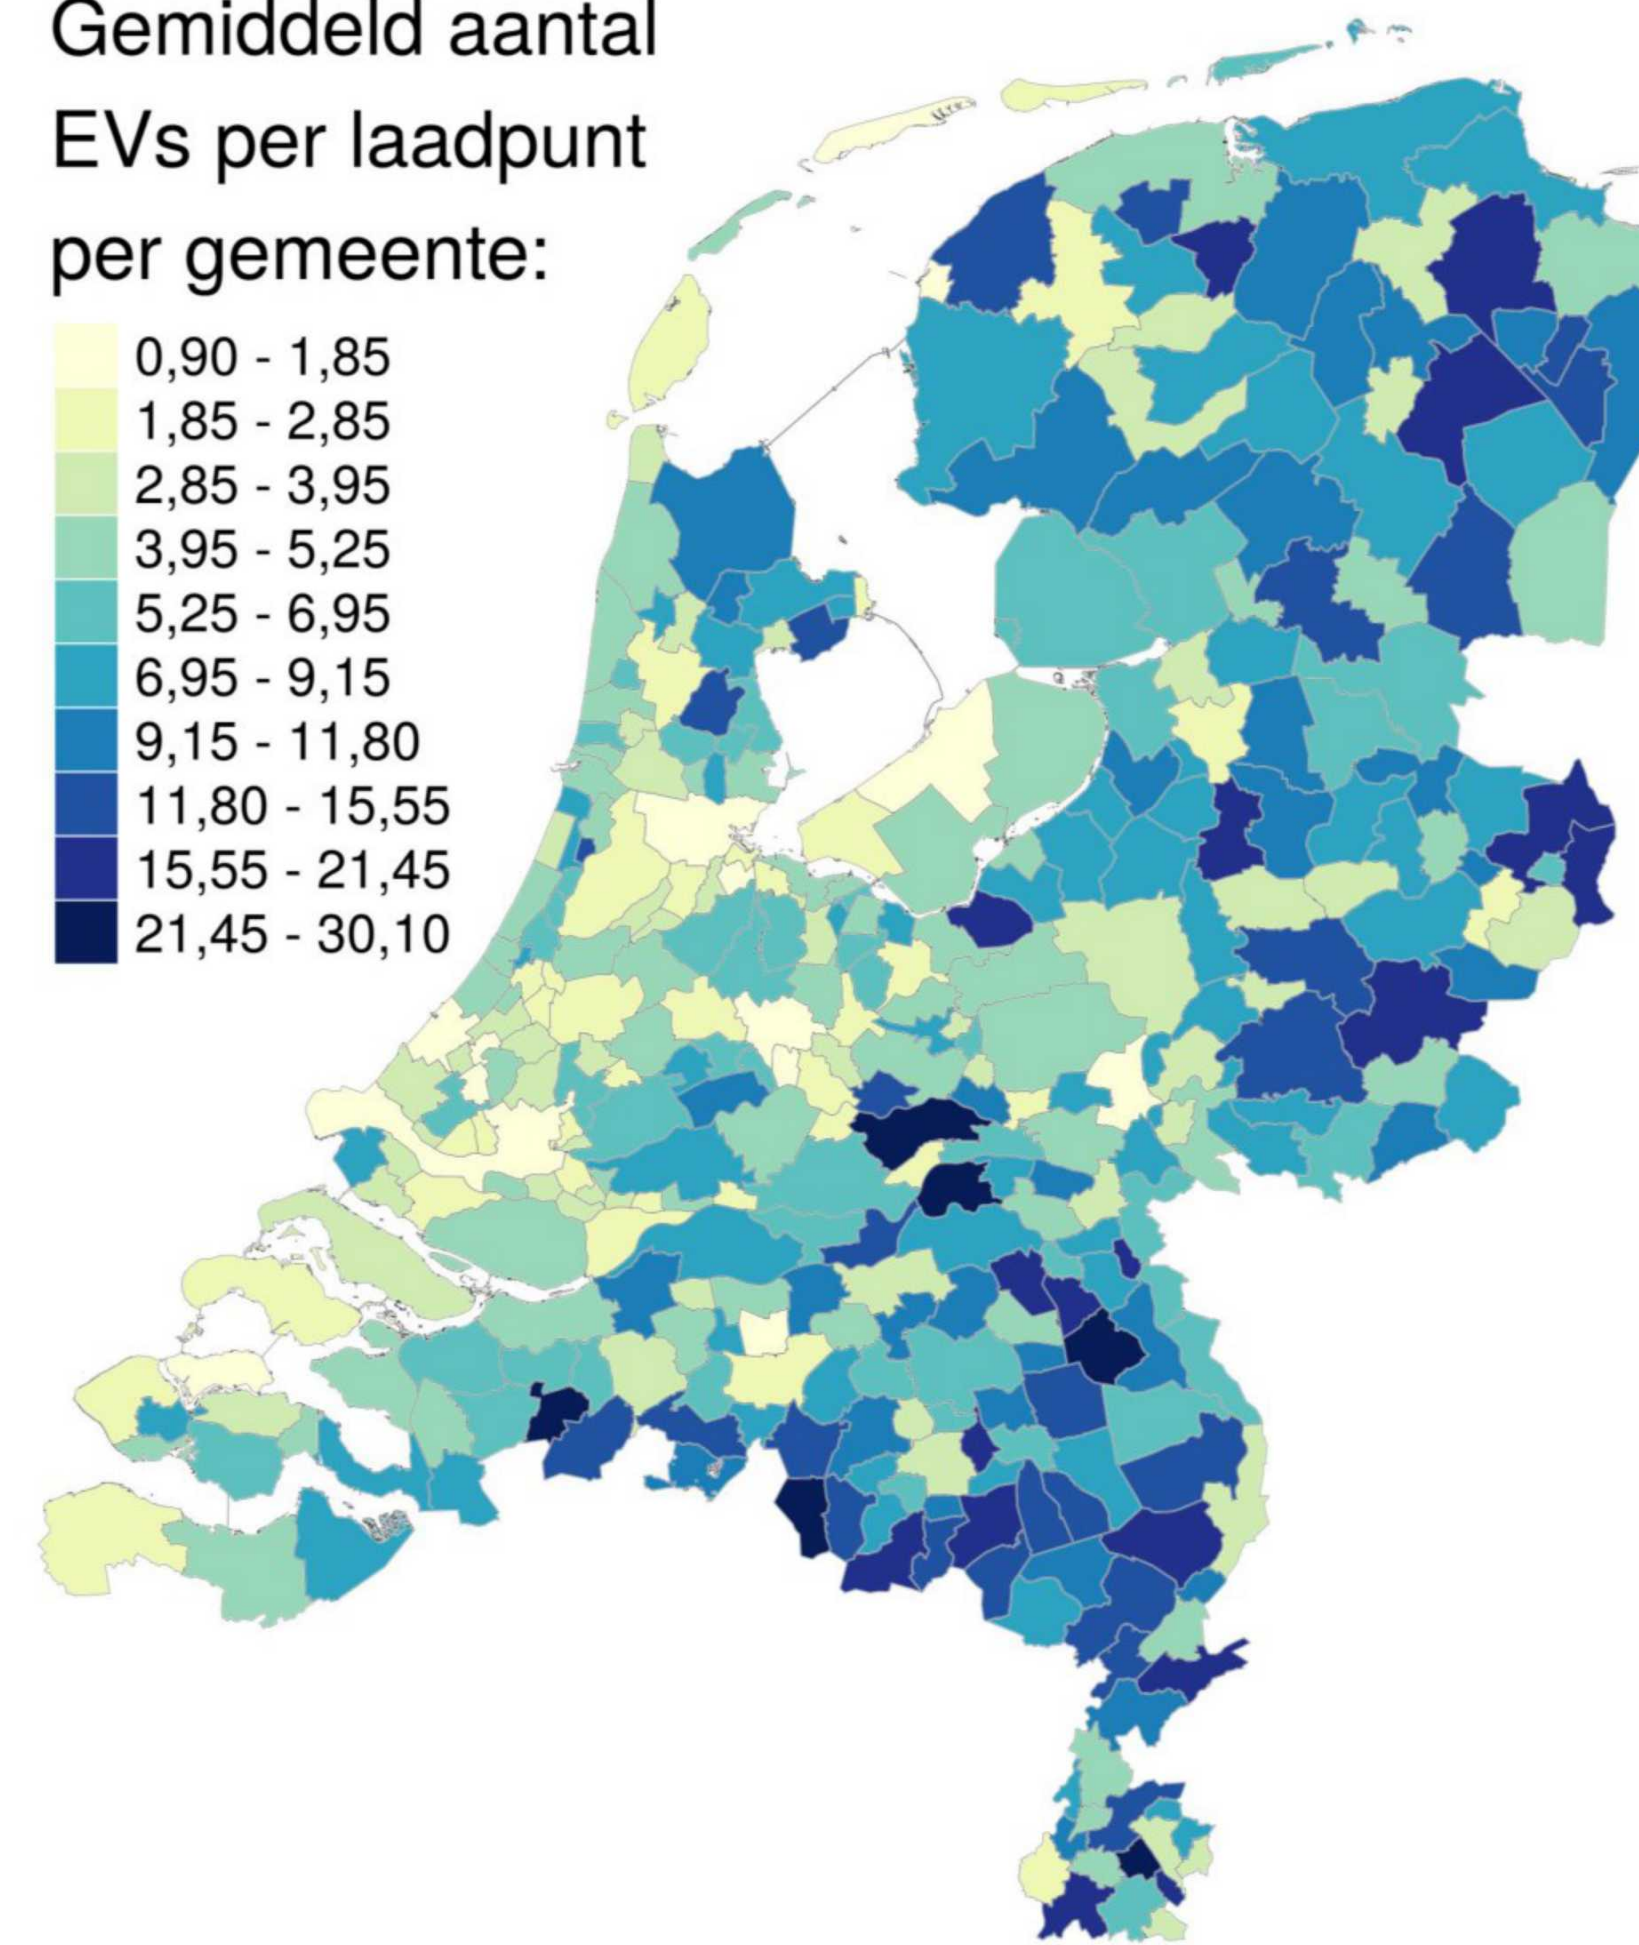 Gemiddeld aantal
EVs per laadpunt
per gemeente:
0,90 - 1,85
1,85 - 2,85
2,85 - 3,95
3,95 - 5,25
5,25 - 6,95
6,95 - 9,15
9,15 - 11,80
11,80 - 15,55
15,55 - 21,45
21,45 - 30,10